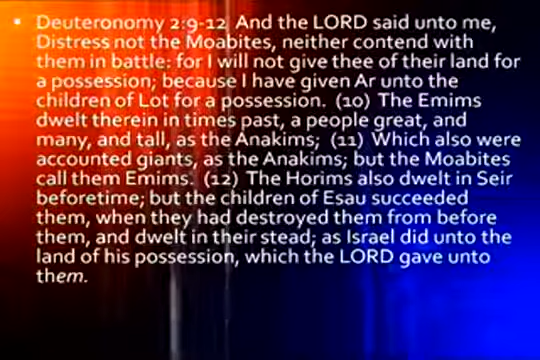 • Deuteronomy 2:9-12 And the LORD said unto me,
Distress not the Moabites, neither contend with
them in battle: for I will not give thee of their land for
a possession; because I have given Ar unto the
children of Lot for a possession. (10) The Emims
dwelt therein in times past, a people great, and
many, and tall, as the Anakims; (11) Which also were
accounted giants, as the Anakims; but the Moabites
call them Emims. (12) The Horims also dwelt in Seir
beforetime; but the children of Esau succeeded
them, when they had destroyed them from before
them, and dwelt in their stead; as Israel did unto the
land of his possession, which the LORD gave unto
them.